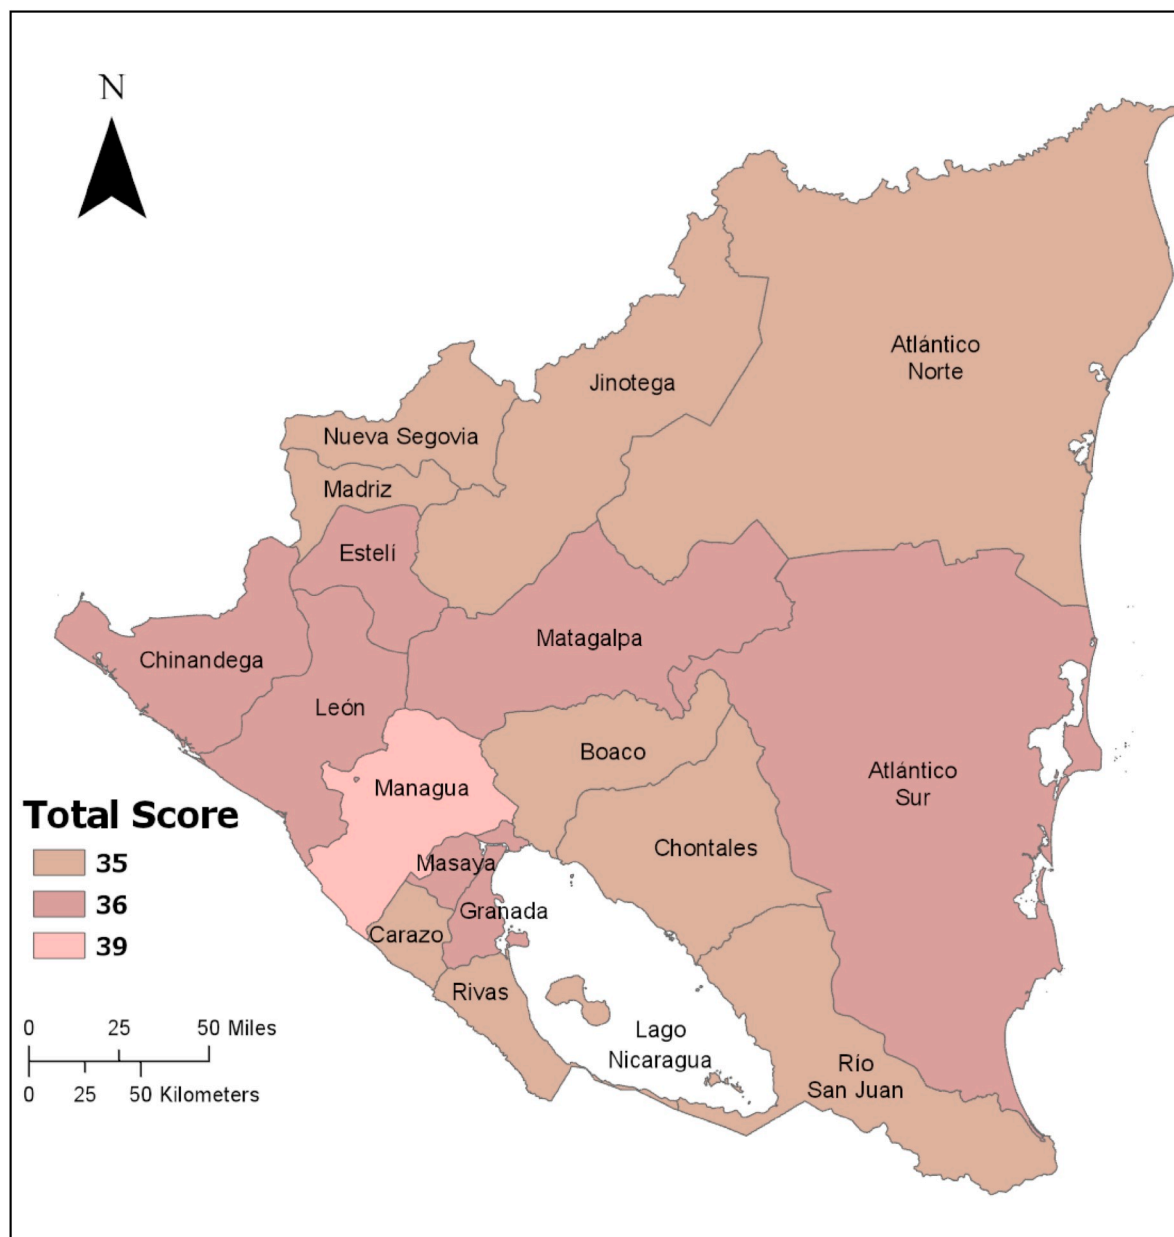 N
Atlántico
Norte
Jinotega
Nueva Segovia
Madriz
Estelí
Matagalpa
Chinandega
León
Boaco
Atlántico
Sur
Managua
Total Score
35
36
39
Chontales
Masaya
Granada
Carazo
Rivas
Lago
Nicaragua
Río
San Juan
0 25 50 Miles
0 25 50 Kilometers